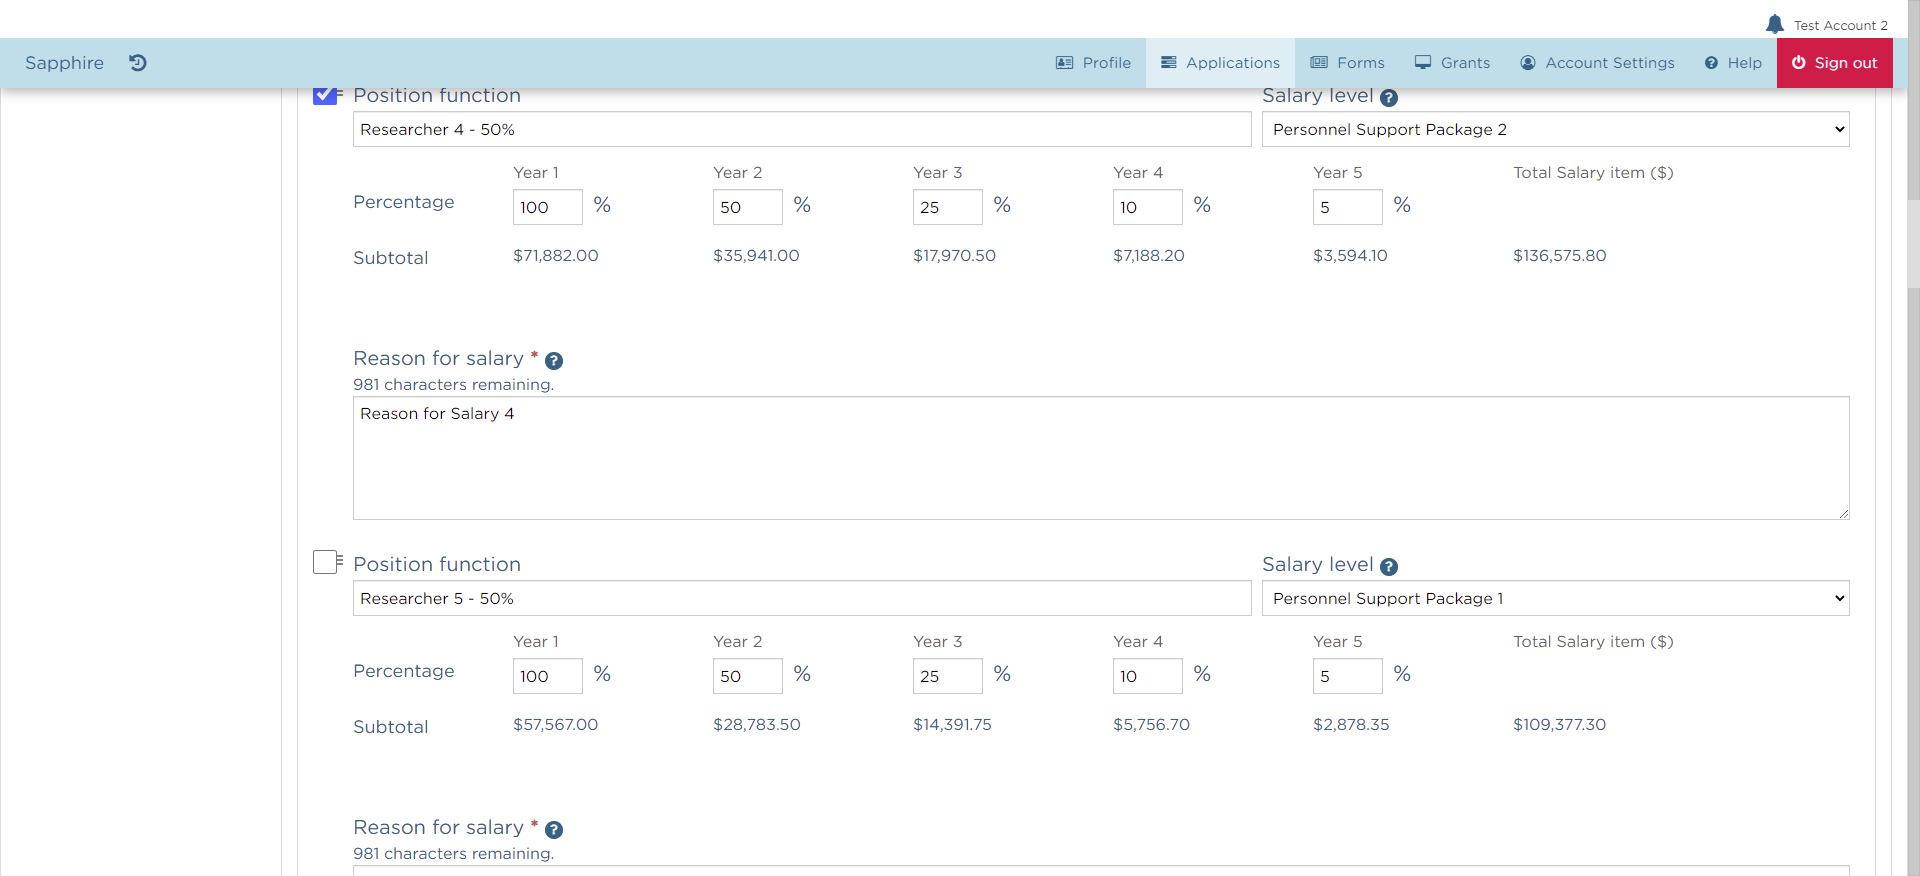 Test Account 2
Sapphire Profile Applications Forms Grants Account Settings Help Sign out
Position function Salary level
Researcher 4 - 50% Personnel Support Package 2
Year 1 Year 2 Year 3 Year 4 Year 5 Total Salary item ($)
Percentage 100 % 50 % 25 % 10 % 5 %
Subtotal $71,882.00 $35,941.00 $17,970.50 $7,188.20 $3,594.10 $136,575.80
Reason for salary * ?
981 characters remaining.
Reason for Salary 4
Position function Salary level ?
Researcher 5 - 50% Personnel Support Package 1
Year 1 Year 2 Year 3 Year 4 Year 5 Total Salary item ($)
Percentage 100 % 50 % 25 % 10 % 5 %
Subtotal $57,567.00 $28,783.50 $14,391.75 $5,756.70 $2,878.35 $109,377.30
Reason for salary * ?
981 characters remaining.